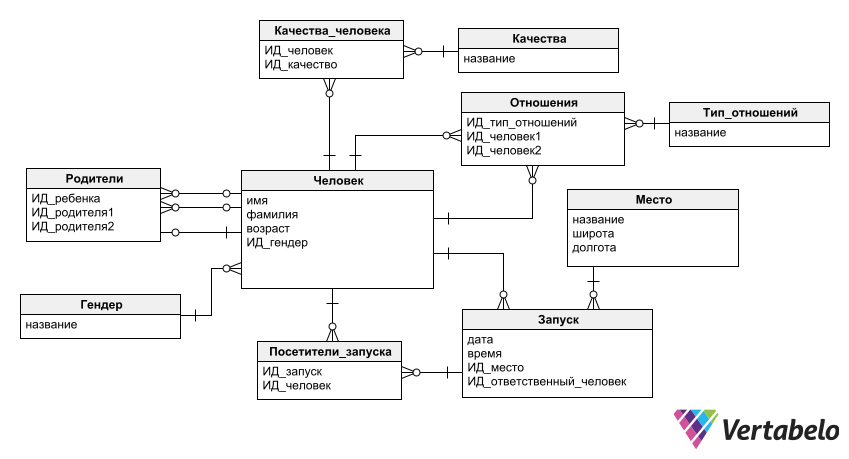 Качества_человека
ИД_человек
ИД_качество
Качества
название
Отношения
ИД_тип_отношений
ИД_человек1
ИД_человек2
Тип_отношений
название
Родители
ИД_ребенка
ИД_родителя1
ИД_родителя2
Человек
имя
фамилия
возраст
ИД_гендер
Место
название
широта
долгота
Гендер
название
Запуск
дата
время
ИД_место
ИД_ответственный_человек
Посетители_запуска
ИД_запуск
ИД_человек
Vertabelo